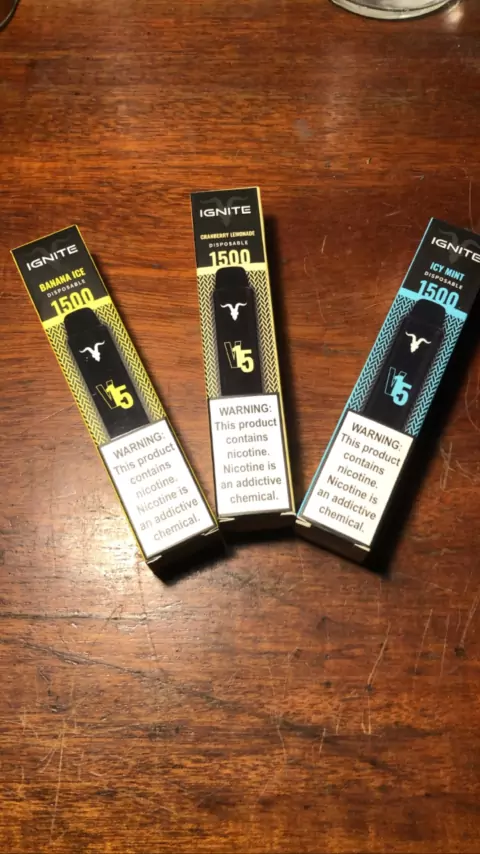 IGNITE
BANANA ICE
DISPOSABLE
1500
V15
WARNING:
This product
contains
nicotine.
Nicotine is
an addictive
chemical.
IGNITE
CRANBERRY LEMONADE
DISPOSABLE
1500
V15
WARNING:
This product
contains
nicotine.
Nicotine is
an addictive
chemical.
IGNITE
ICY MINT
DISPOSABLE
1500
V15
WARNING:
This product
contains
nicotine.
Nicotine is
an addictive
chemical.